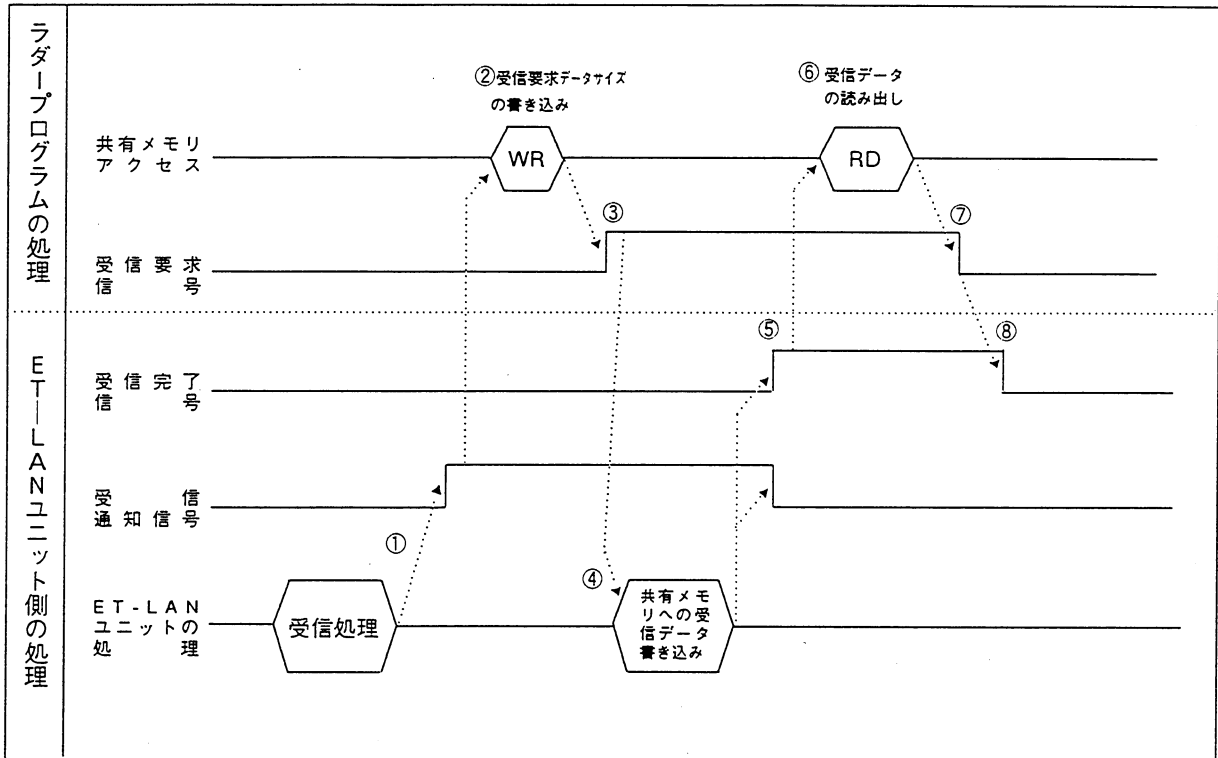 ラダープログラムの処理
②受信要求データサイズ
の書き込み
⑥受信データ
の読み出し
共有メモリ
アクセス
WR
RD
③
⑦
受信要求
信号
⑤
⑧
ET－LANユニット側の処理
受信完了
信号
受信
通知信号
①
④
ET-LAN
ユニットの
処理
受信処理
共有メモ
リへの受
信データ
書き込み